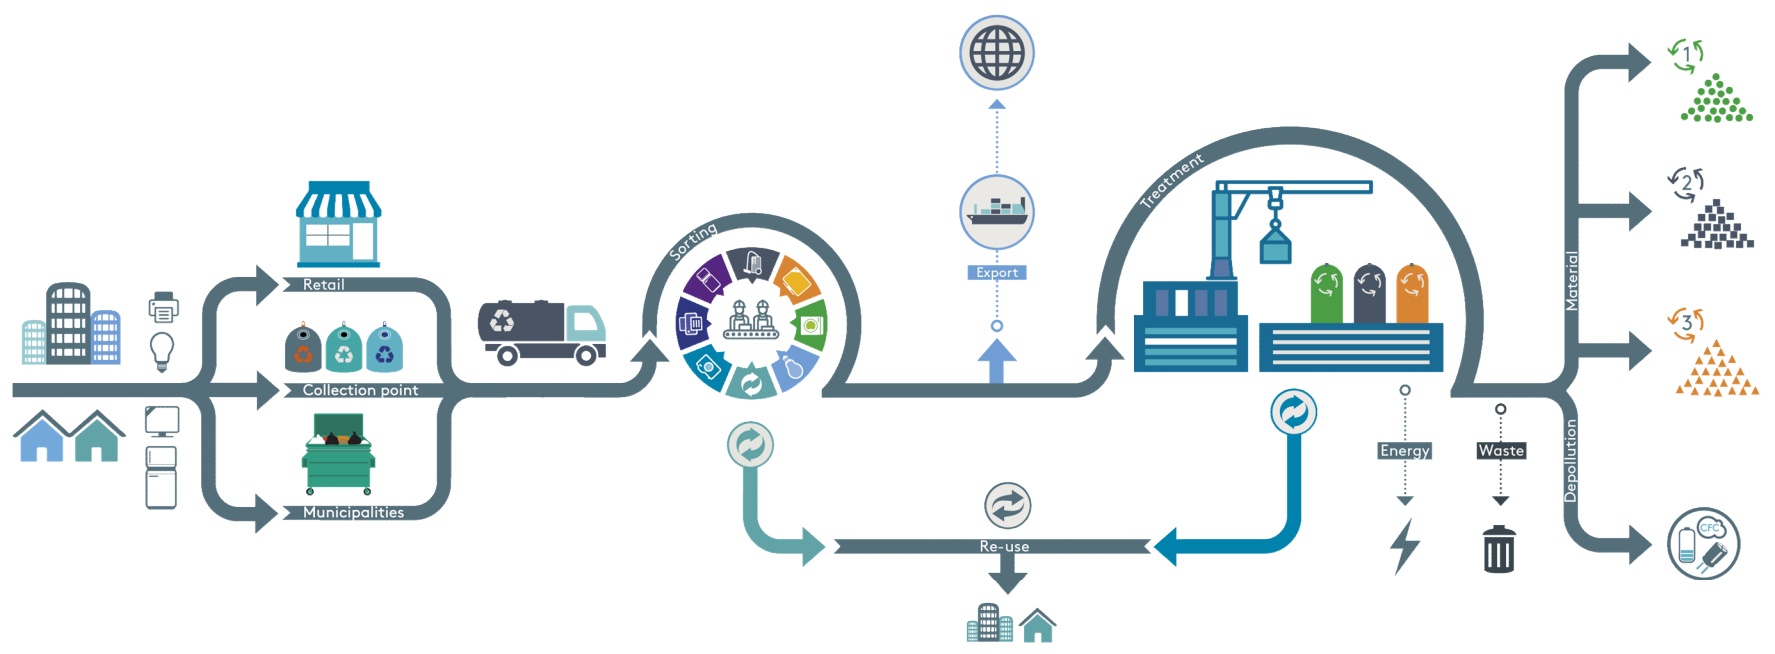 Retail
Collection point
Municipalities
Sorting
Export
Treatment
Re-use
Energy
Waste
Material
Depollution
1
2
3
CFC